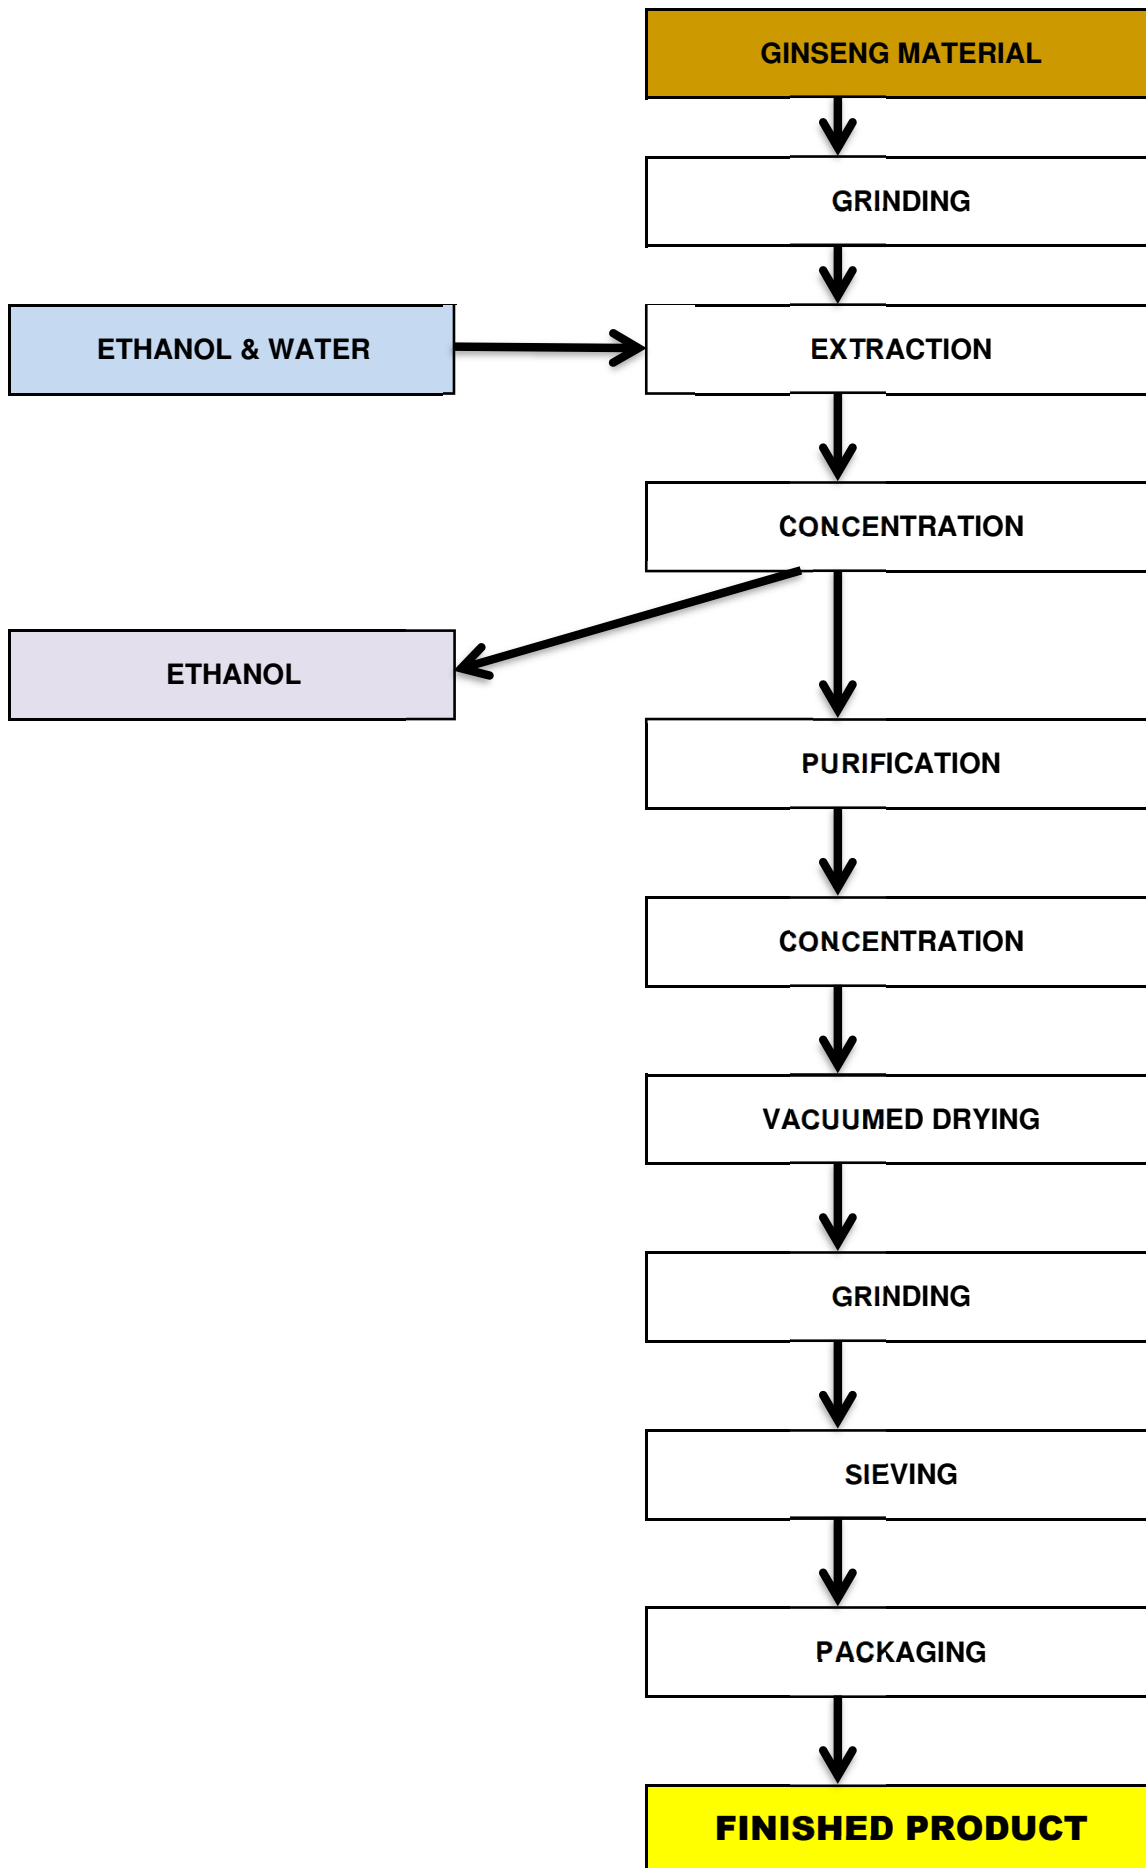 GINSENG MATERIAL
GRINDING
ETHANOL & WATER
EXTRACTION
CONCENTRATION
ETHANOL
PURIFICATION
CONCENTRATION
VACUUMED DRYING
GRINDING
SIEVING
PACKAGING
FINISHED PRODUCT